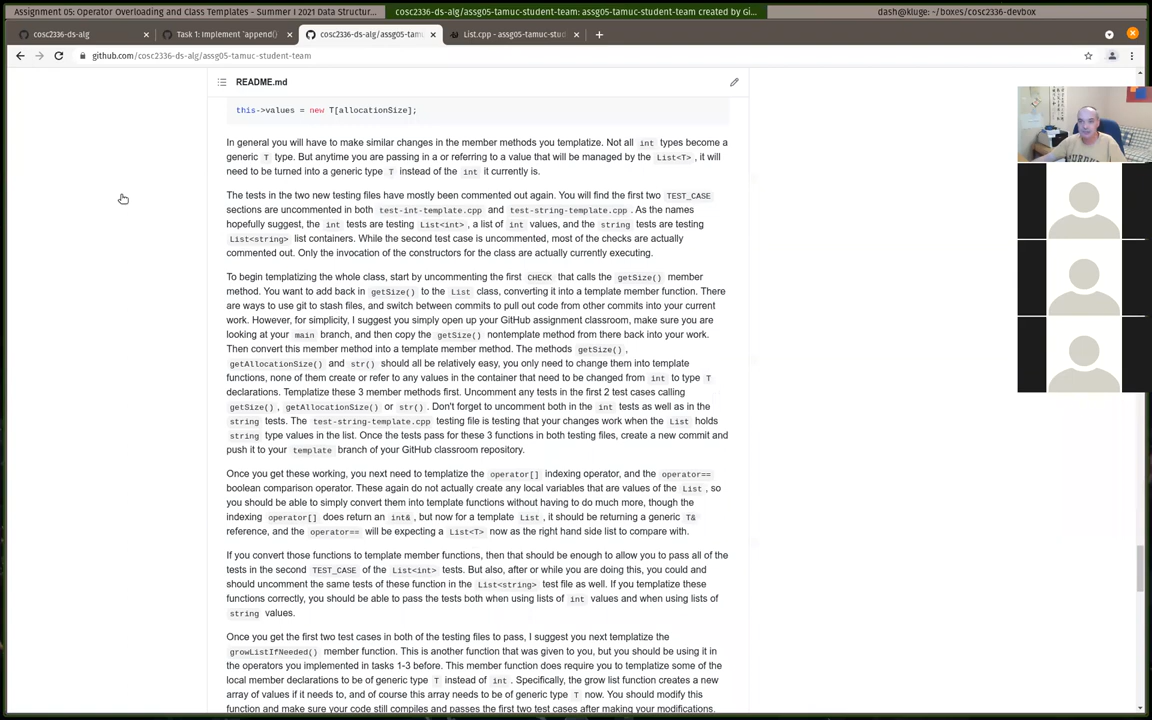 Assignment 05: Operator Overloading and Class Templates - Summer I 2021 Data Structur...
cosc2336-ds-alg/assg05-tamuc-student-team: assg05-tamuc-student-team created by Gi...
dash@kluge: ~/boxes/cosc2336-devbox
cosc2336-ds-alg
Task 1: Implement `append()
cosc2336-ds-alg/assg05-tam
List.cpp - assg05-tamuc-stud
github.com/cosc2336-ds-alg/assg05-tamuc-student-team
README.md
this->values = new T[allocationSize];
In general you will have to make similar changes in the member methods you templatize. Not all int types become a
generic T type. But anytime you are passing in a or referring to a value that will be managed by the List<T>, it will
need to be turned into a generic type T instead of the int it currently is.
The tests in the two new testing files have mostly been commented out again. You will find the first two TEST_CASE
sections are uncommented in both test-int-template.cpp and test-string-template.cpp. As the names
hopefully suggest, the int tests are testing List<int>, a list of int values, and the string tests are testing
List<string> list containers. While the second test case is uncommented, most of the checks are actually
commented out. Only the invocation of the constructors for the class are actually currently executing.
To begin templatizing the whole class, start by uncommenting the first CHECK that calls the getSize() member
method. You want to add back in getSize() to the List class, converting it into a template member function. There
are ways to use git to stash files, and switch between commits to pull out code from other commits into your current
work. However, for simplicity, I suggest you simply open up your GitHub assignment classroom, make sure you are
looking at your main branch, and then copy the getSize() nontemplate method from there back into your work.
Then convert this member method into a template member method. The methods getSize(),
getAllocationSize() and str() should all be relatively easy, you only need to change them into template
functions, none of them create or refer to any values in the container that need to be changed from int to type T
declarations. Templatize these 3 member methods first. Uncomment any tests in the first 2 test cases calling
getSize(), getAllocationSize() or str(). Don't forget to uncomment both in the int tests as well as in the
string tests. The test-string-template.cpp testing file is testing that your changes work when the List holds
string type values in the list. Once the tests pass for these 3 functions in both testing files, create a new commit and
push it to your template branch of your GitHub classroom repository.
Once you get these working, you next need to templatize the operator[] indexing operator, and the operator==
boolean comparison operator. These again do not actually create any local variables that are values of the List, so
you should be able to simply convert them into template functions without having to do much more, though the
indexing operator[] does return an int&, but now for a template List, it should be returning a generic T&
reference, and the operator== will be expecting a List<T> now as the right hand side list to compare with.
If you convert those functions to template member functions, then that should be enough to allow you to pass all of the
tests in the second TEST_CASE of the List<int> tests. But also, after or while you are doing this, you could and
should uncomment the same tests of these function in the List<string> test file as well. If you templatize these
functions correctly, you should be able to pass the tests both when using lists of int values and when using lists of
string values.
Once you get the first two test cases in both of the testing files to pass, I suggest you next templatize the
growListIfNeeded() member function. This is another function that was given to you, but you should be using it in
the operators you implemented in tasks 1-3 before. This member function does require you to templatize some of the
local member declarations to be of generic type T instead of int. Specifically, the grow list function creates a new
array of values if it needs to, and of course this array needs to be of generic type T now. You should modify this
function and make sure your code still compiles and passes the first two test cases after making your modifications.